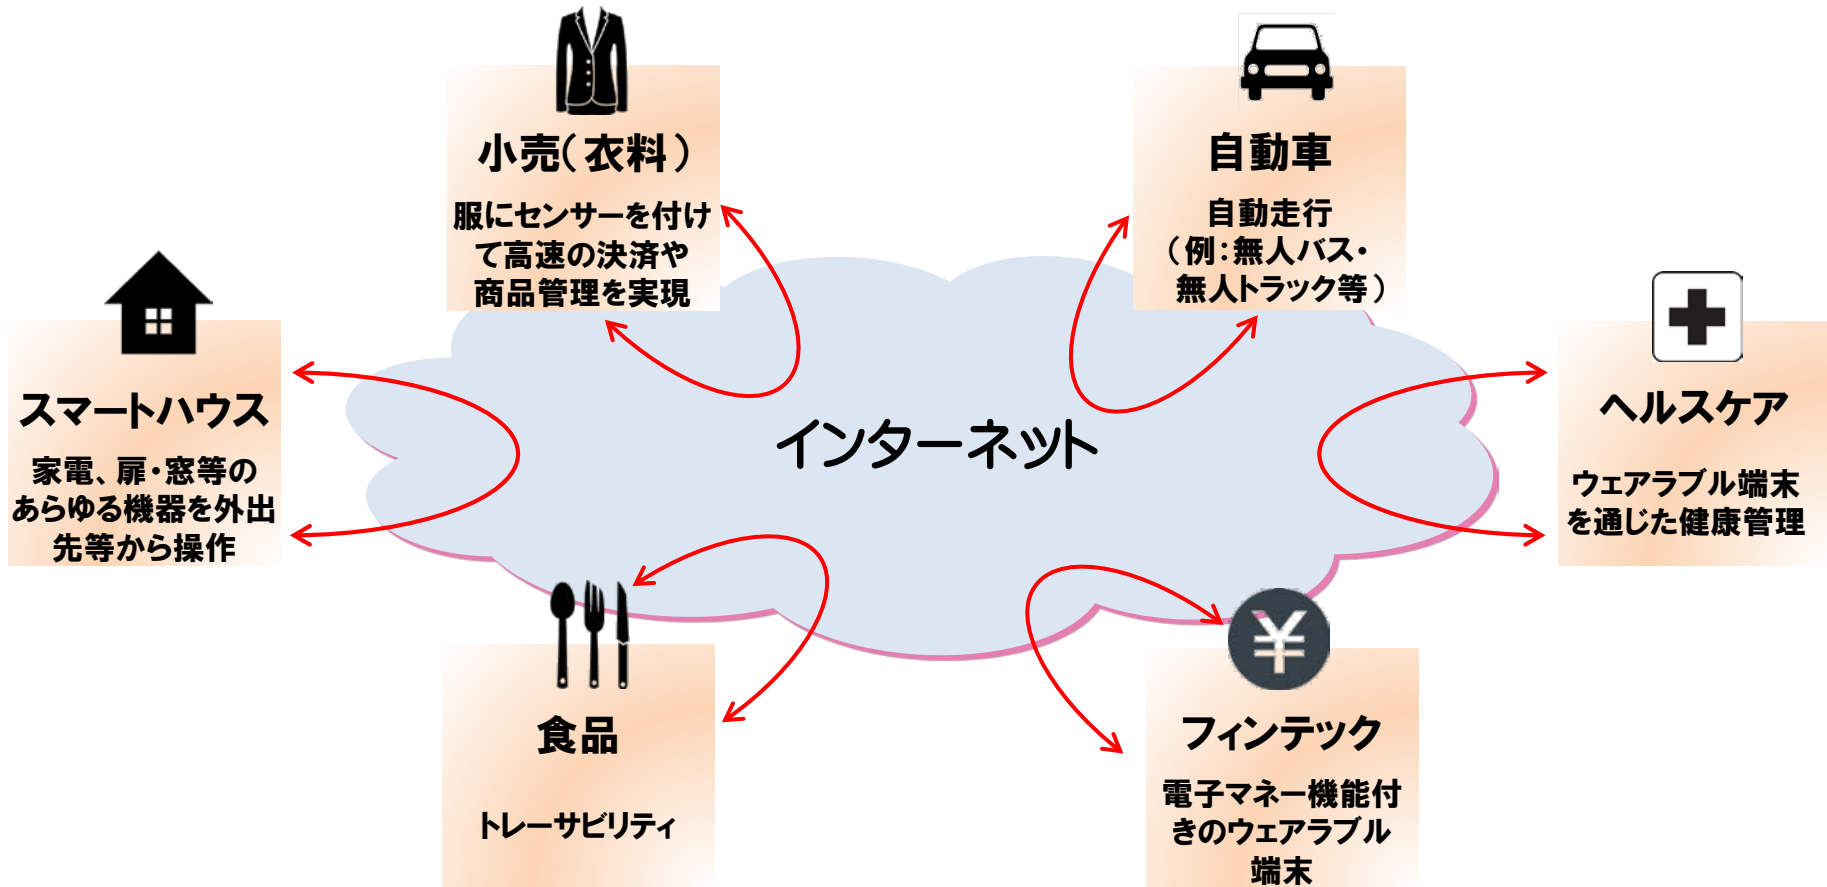 小売（衣料）
服にセンサーを付け
て高速の決済や
商品管理を実現
自動車
自動走行
（例：無人バス・
無人トラック等）
スマートハウス
家電、扉・窓等の
あらゆる機器を外出
先等から操作
インターネット
ヘルスケア
ウェアラブル端末
を通じた健康管理
食品
トレーサビリティ
¥
フィンテック
電子マネー機能付
きのウェアラブル
端末